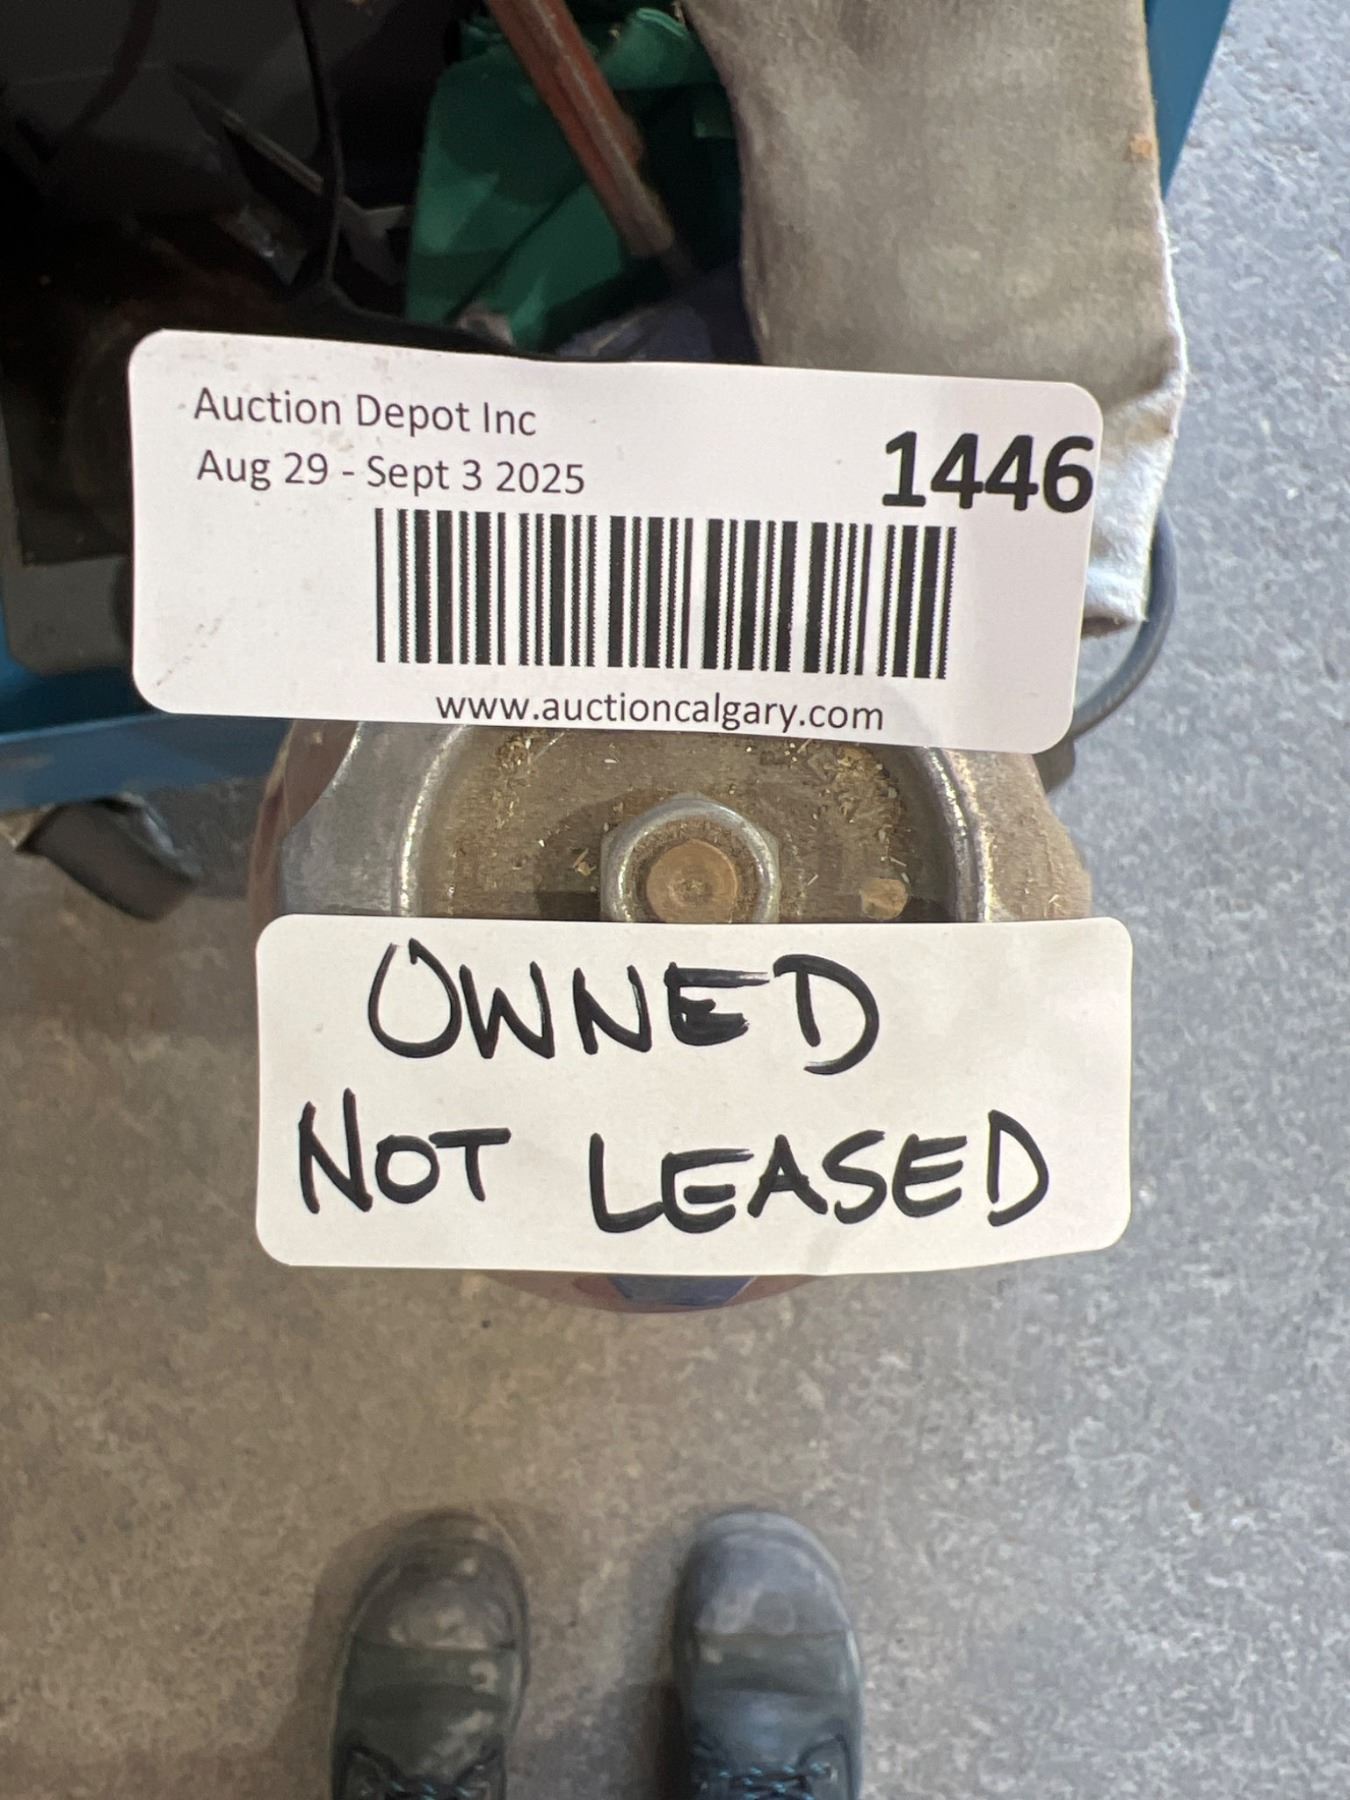 Auction Depot Inc
Aug 29 - Sept 3 2025
1446
www.auctioncalgary.com
OWNED
NOT LEASED